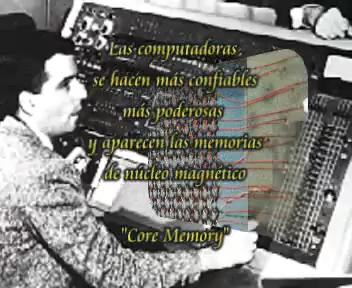 Las computadoras
se hacen más confiables
más poderosas
y aparecen las memorias
de núcleo magnético
"Core Memory"